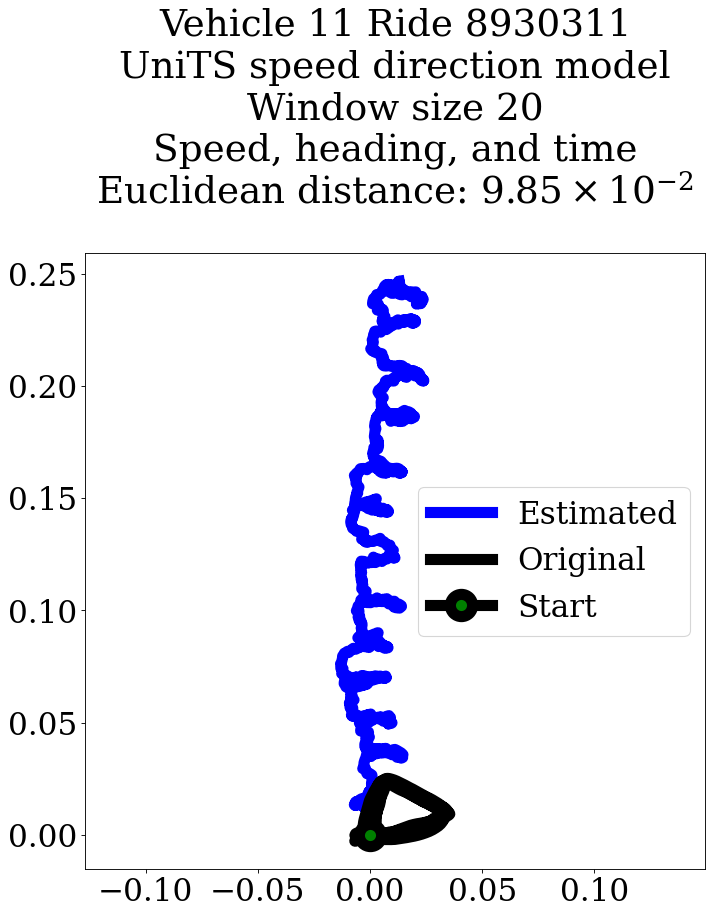 Vehicle 11 Ride 8930311
UniTS speed direction model
Window size 20
Speed, heading, and time
Euclidean distance: 9.85 × 10⁻²
0.25
0.20
0.15
0.10
0.05
0.00
Estimated
Original
Start
−0.10 −0.05 0.00 0.05 0.10